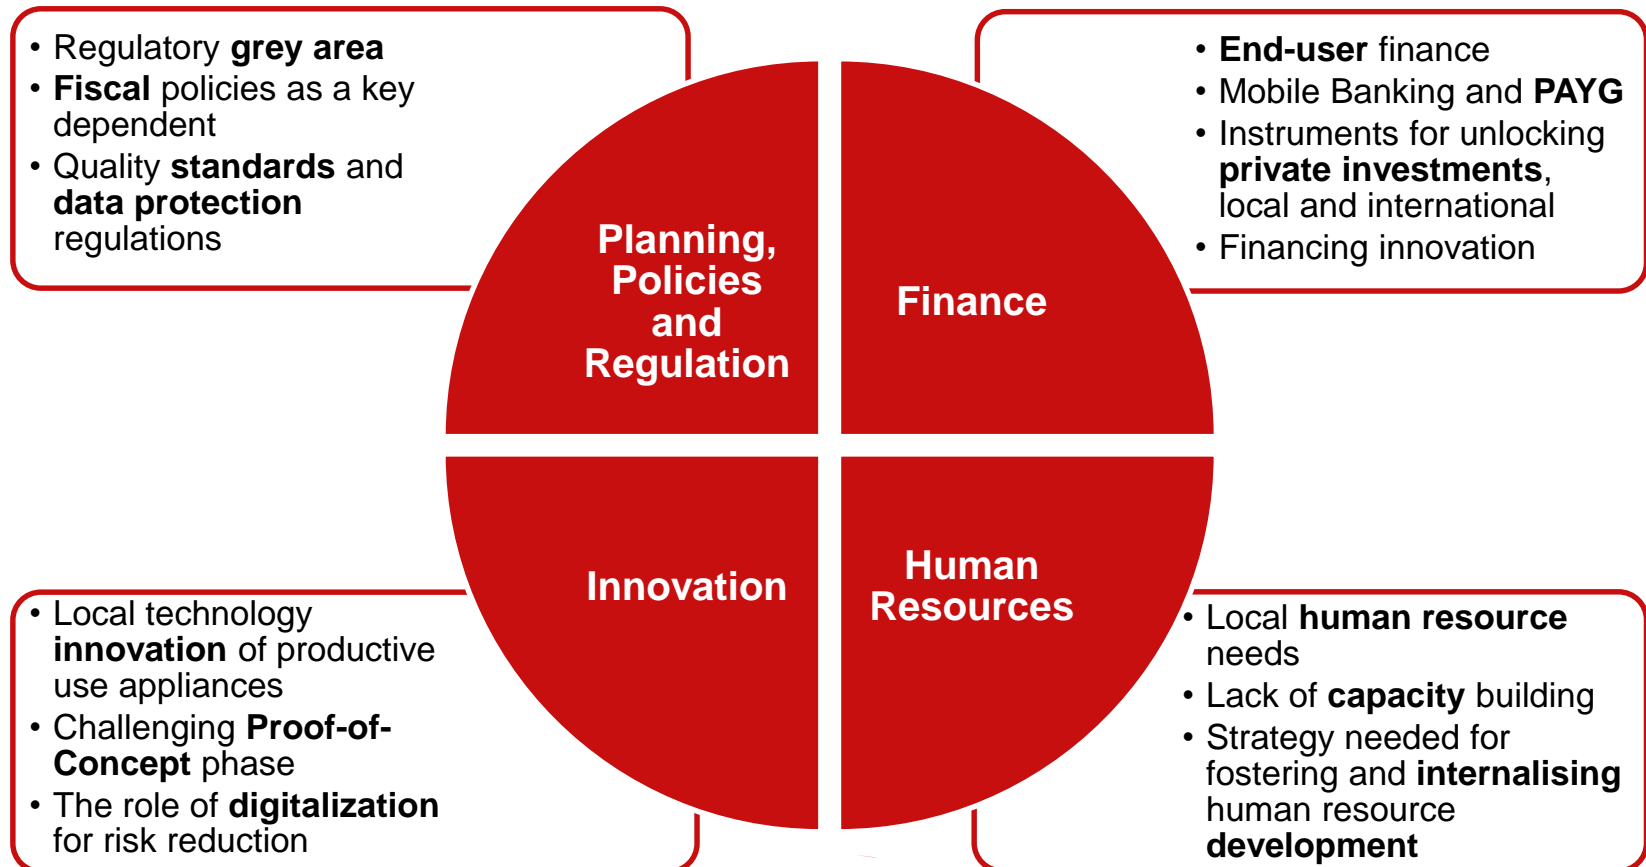 • Regulatory grey area
• Fiscal policies as a key
dependent
• Quality standards and
data protection
regulations
• End-user finance
• Mobile Banking and PAYG
• Instruments for unlocking
private investments,
local and international
• Financing innovation
Planning,
Policies
and
Regulation
Finance
Innovation
Human
Resources
• Local technology
innovation of productive
use appliances
• Challenging Proof-of-
Concept phase
• The role of digitalization
for risk reduction
• Local human resource
needs
• Lack of capacity building
• Strategy needed for
fostering and internalising
human resource
development